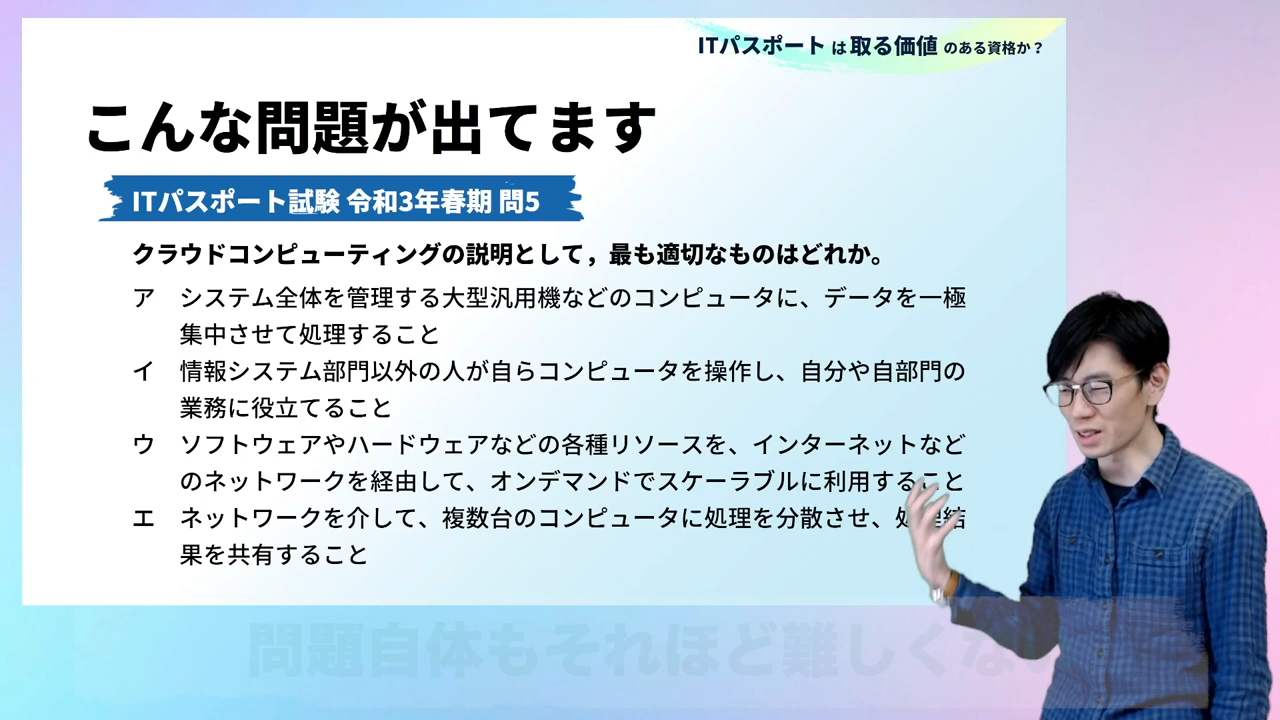 ITパスポート は 取る価値 のある資格か？
こんな問題が出てます
ITパスポート試験 令和3年春期 問5
クラウドコンピューティングの説明として，最も適切なものはどれか。
ア システム全体を管理する大型汎用機などのコンピュータに、データを一極
集中させて処理すること
イ 情報システム部門以外の人が自らコンピュータを操作し、自分や自部門の
業務に役立てること
ウ ソフトウェアやハードウェアなどの各種リソースを、インターネットなど
のネットワークを経由して、オンデマンドでスケーラブルに利用すること
エ ネットワークを介して、複数台のコンピュータに処理を分散させ、処理結
果を共有すること
問題自体もそれほど難しくな